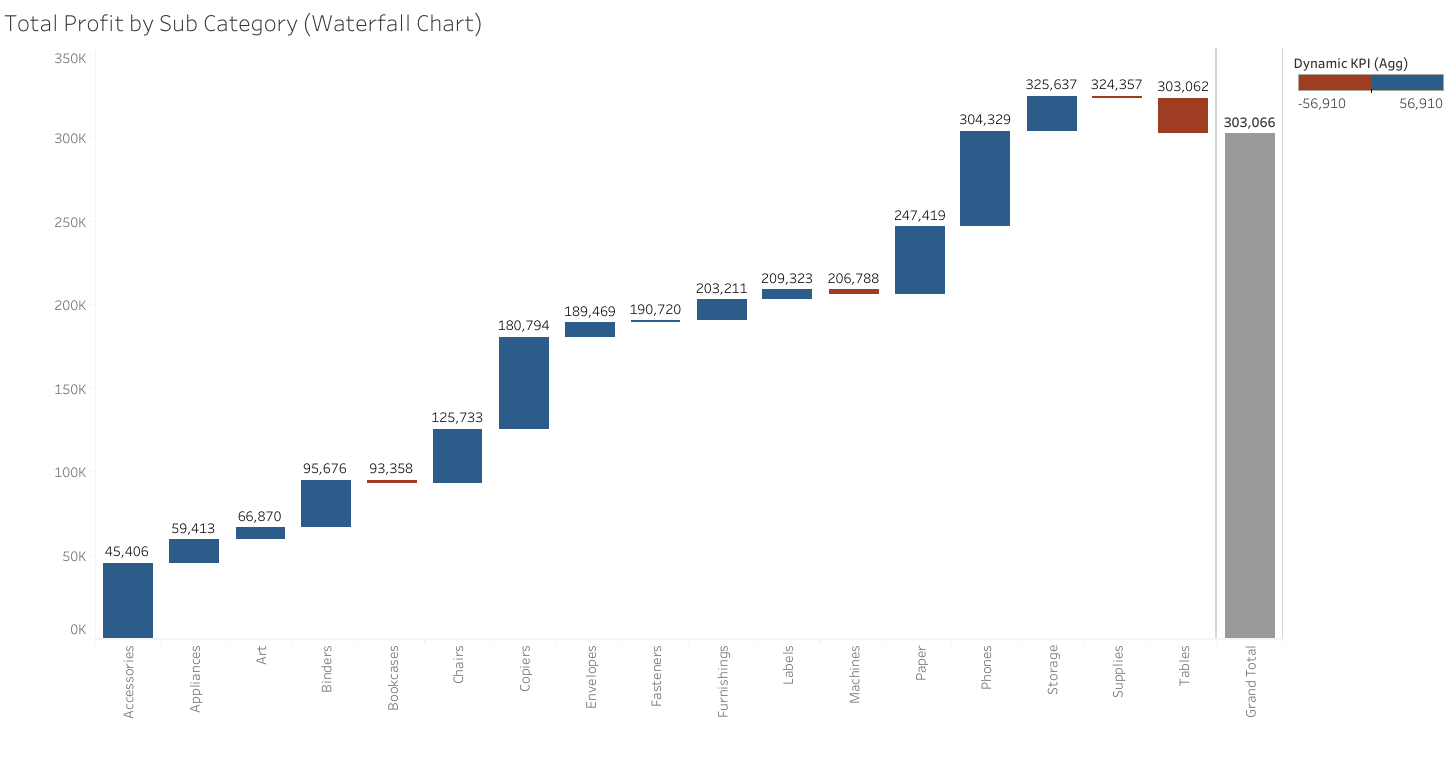 Total Profit by Sub Category (Waterfall Chart)
350K
300K
250K
200K
150K
100K
50K
0K
45,406
59,413
66,870
95,676
93,358
125,733
180,794
189,469
190,720
203,211
209,323
206,788
247,419
304,329
325,637
324,357
303,062
303,066
Accessories
Appliances
Art
Binders
Bookcases
Chairs
Copiers
Envelopes
Fasteners
Furnishings
Labels
Machines
Paper
Phones
Storage
Supplies
Tables
Grand Total
Dynamic KPI (Agg)
-56,910 56,910